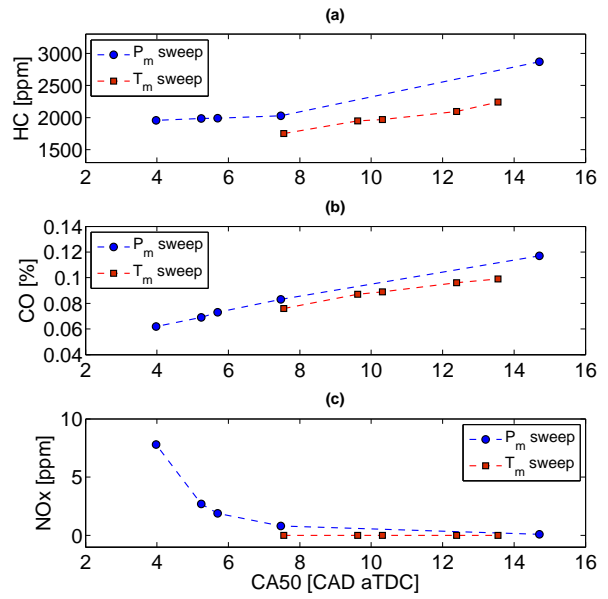 (a)
HC [ppm]
3000
2500
2000
1500
P_m sweep
T_m sweep
2 4 6 8 10 12 14 16
(b)
CO [%]
0.14
0.12
0.1
0.08
0.06
0.04
P_m sweep
T_m sweep
2 4 6 8 10 12 14 16
(c)
NOx [ppm]
10
5
0
P_m sweep
T_m sweep
2 4 6 8 10 12 14 16
CA50 [CAD aTDC]